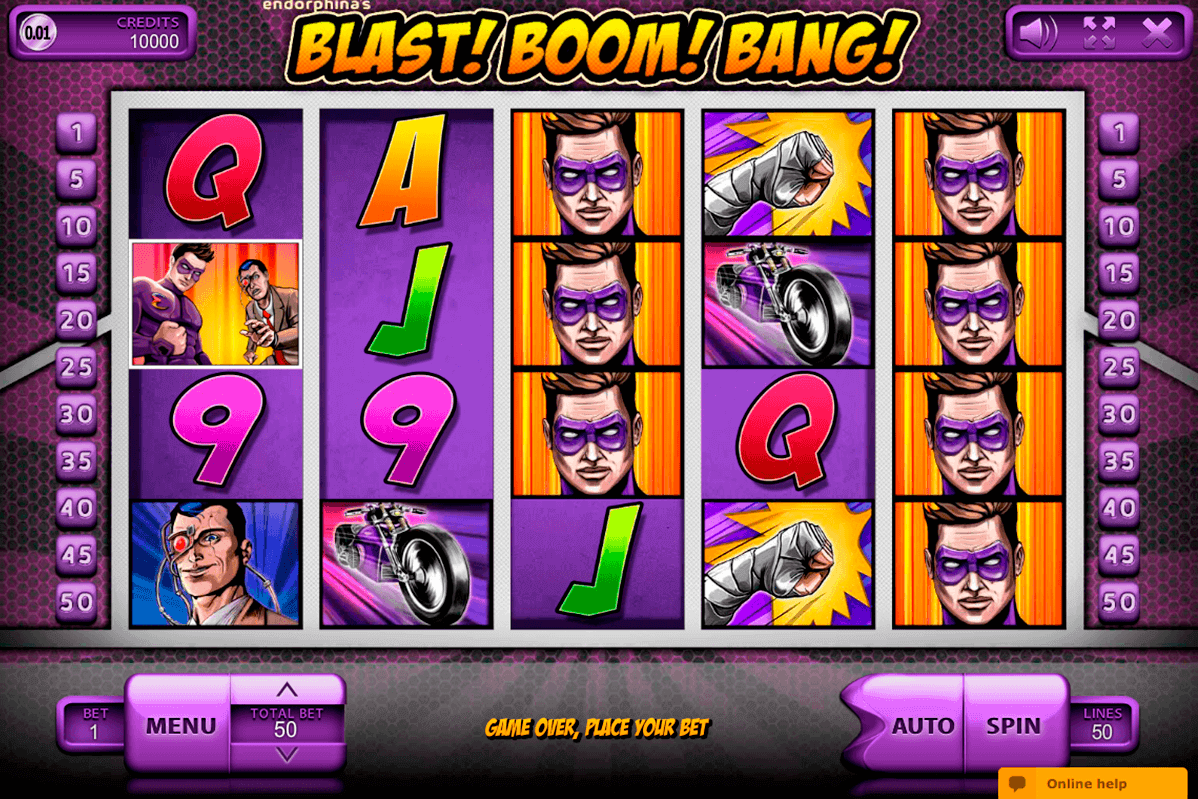 endorphina's
BLAST! BOOM! BANG!
0.01
CREDITS
10000
1
5
10
15
20
25
30
35
40
45
50
Q
A
J
9
9
Q
J
1
5
10
15
20
25
30
35
40
45
50
BET
1
MENU
TOTAL BET
50
GAME OVER, PLACE YOUR BET
AUTO
SPIN
LINES
50
Online help